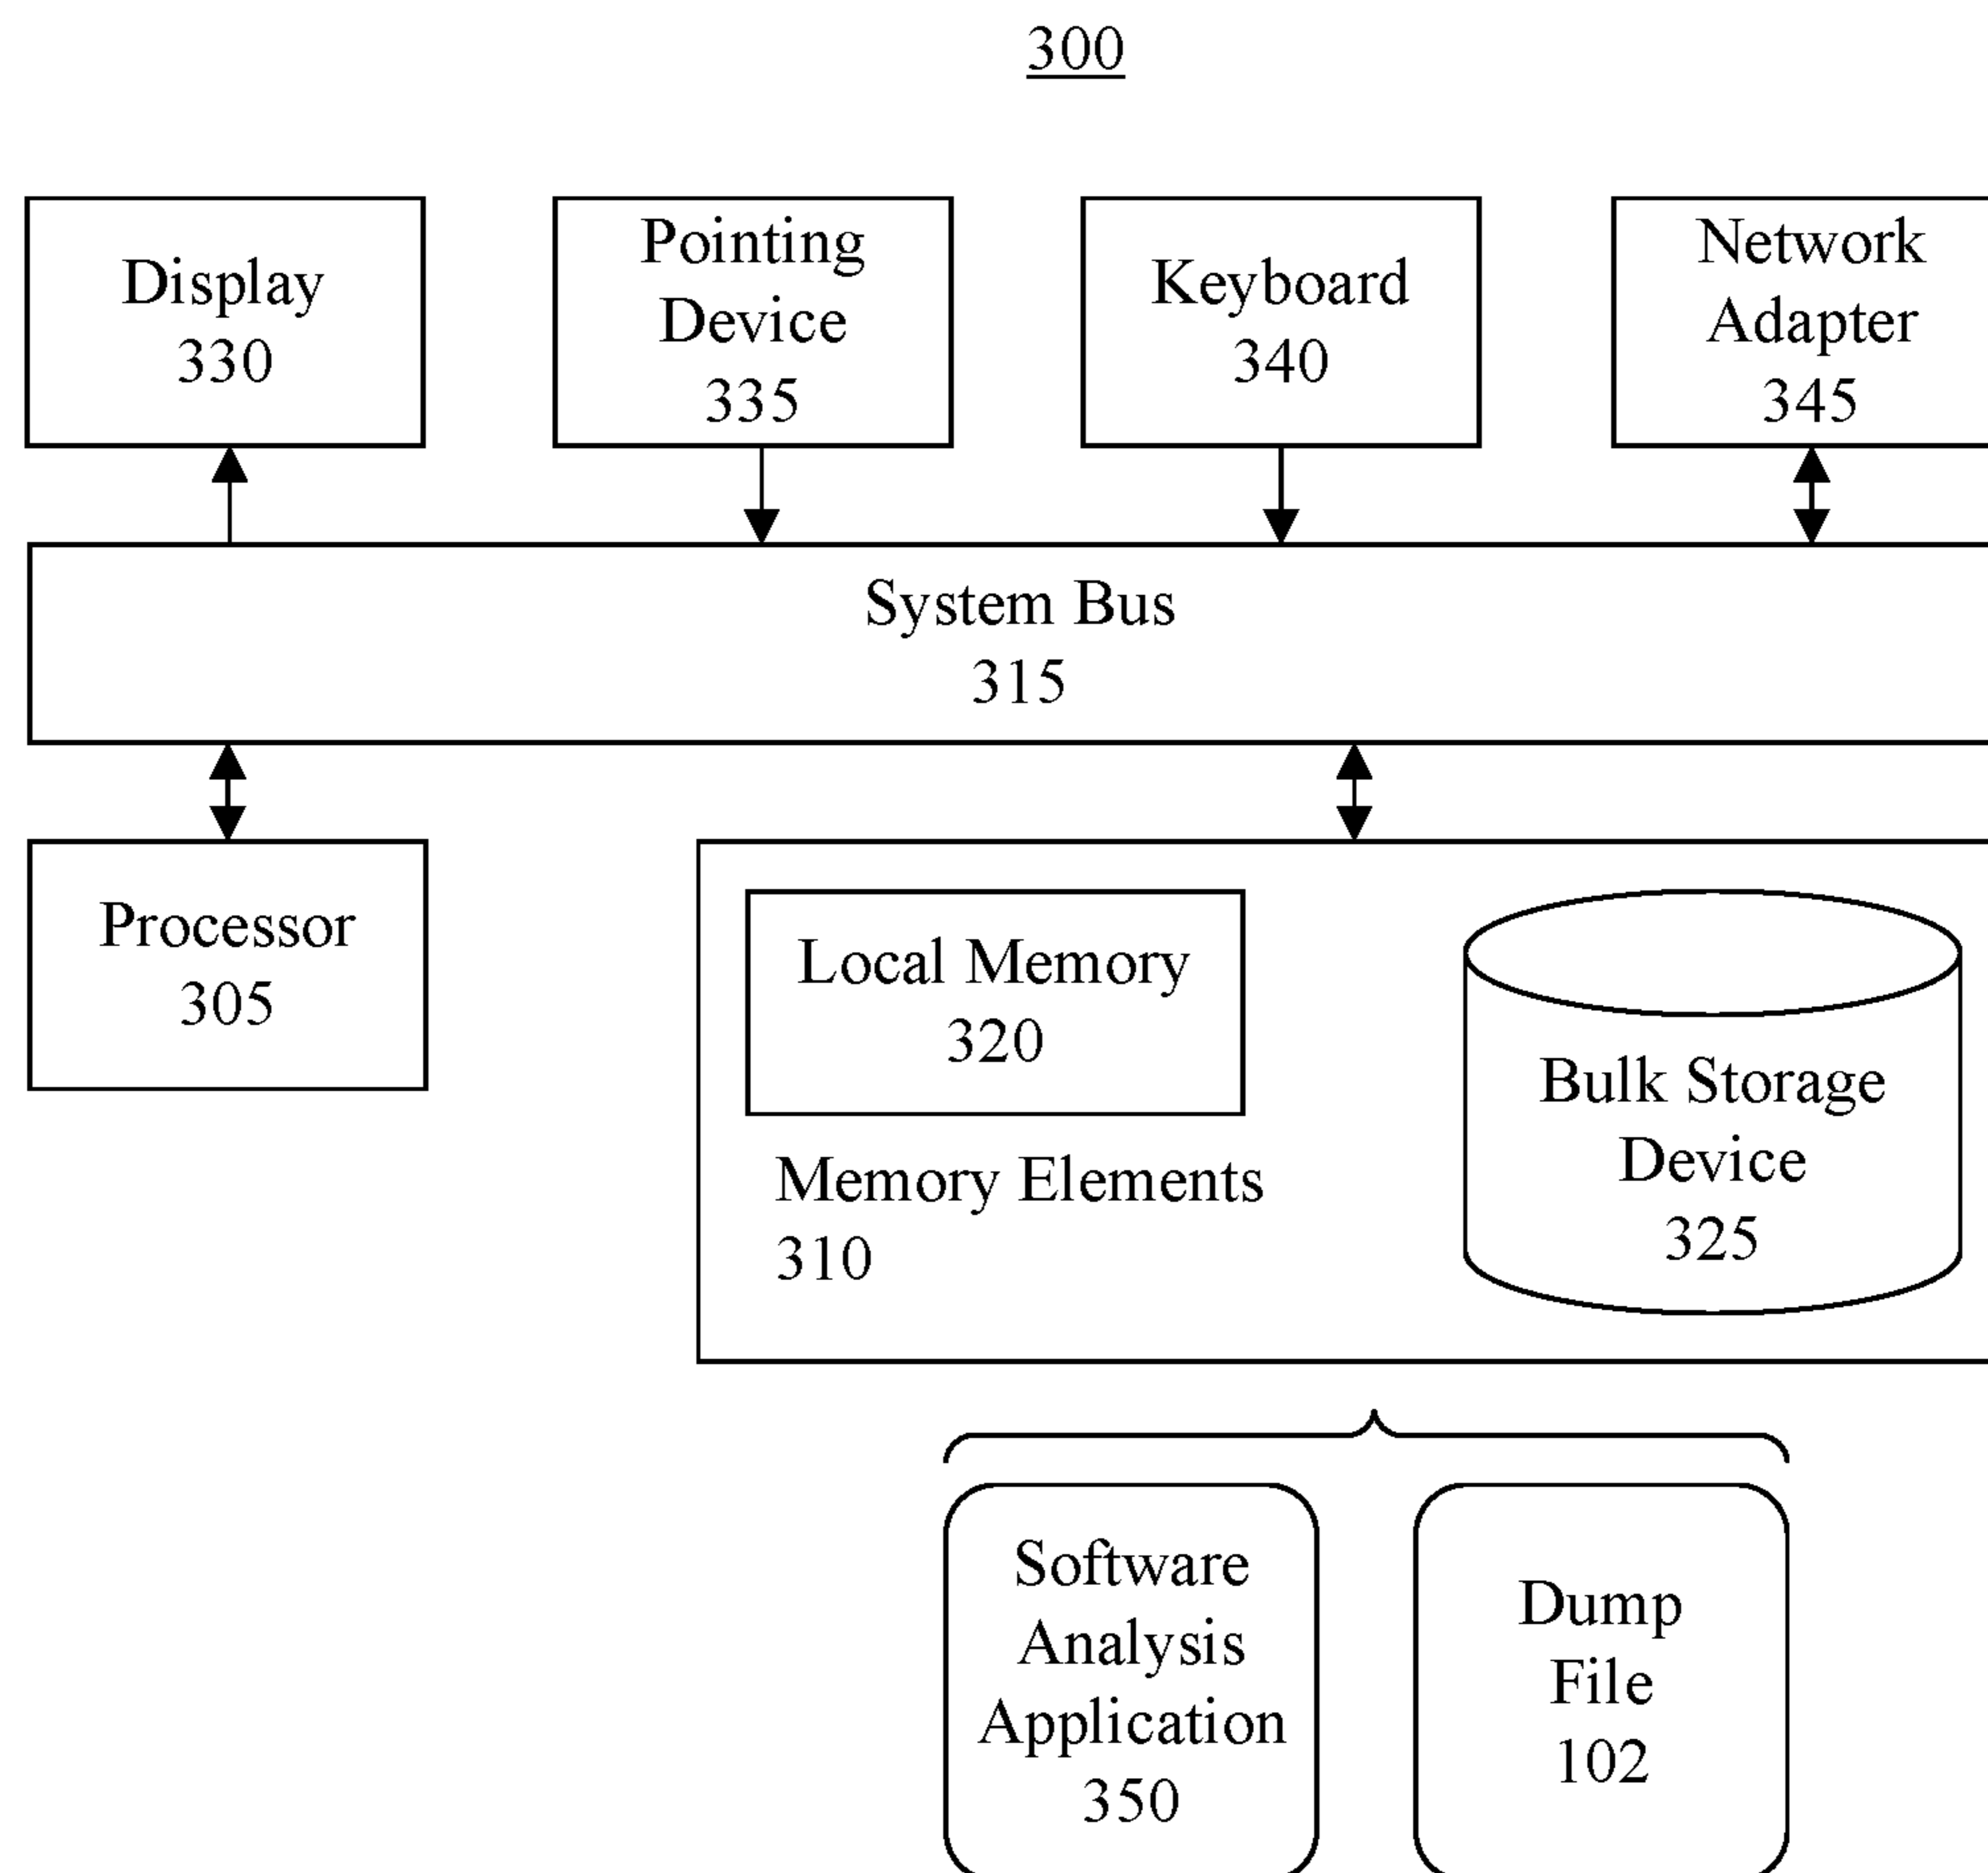 300
Display
330
Pointing
Device
335
Keyboard
340
Network
Adapter
345
System Bus
315
Processor
305
Local Memory
320
Memory Elements
310
Bulk Storage
Device
325
Software
Analysis
Application
350
Dump
File
102